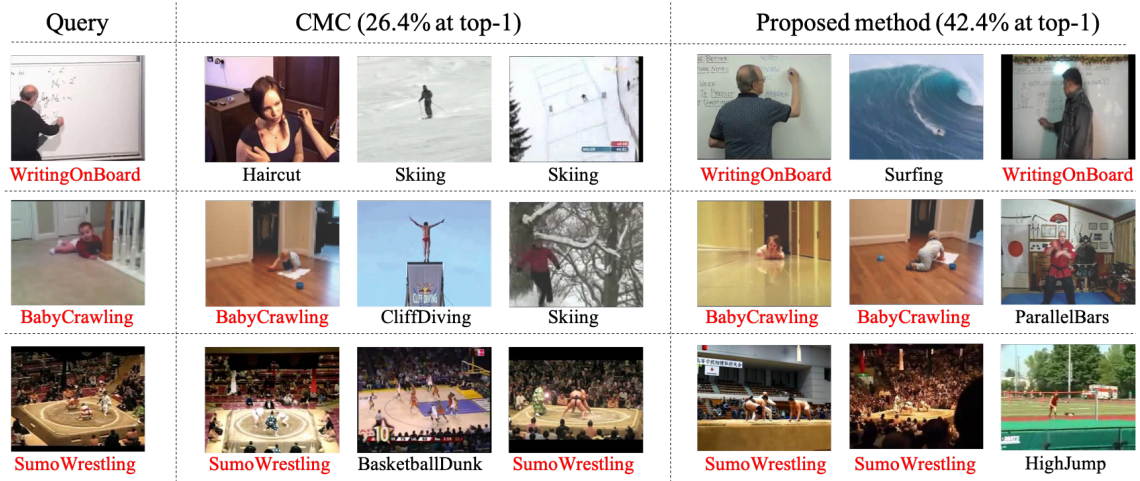 Query CMC (26.4% at top-1) Proposed method (42.4% at top-1)
WritingOnBoard Haircut Skiing Skiing WritingOnBoard Surfing WritingOnBoard
BabyCrawling BabyCrawling CliffDiving Skiing BabyCrawling BabyCrawling ParallelBars
SumoWrestling SumoWrestling BasketballDunk SumoWrestling SumoWrestling SumoWrestling HighJump